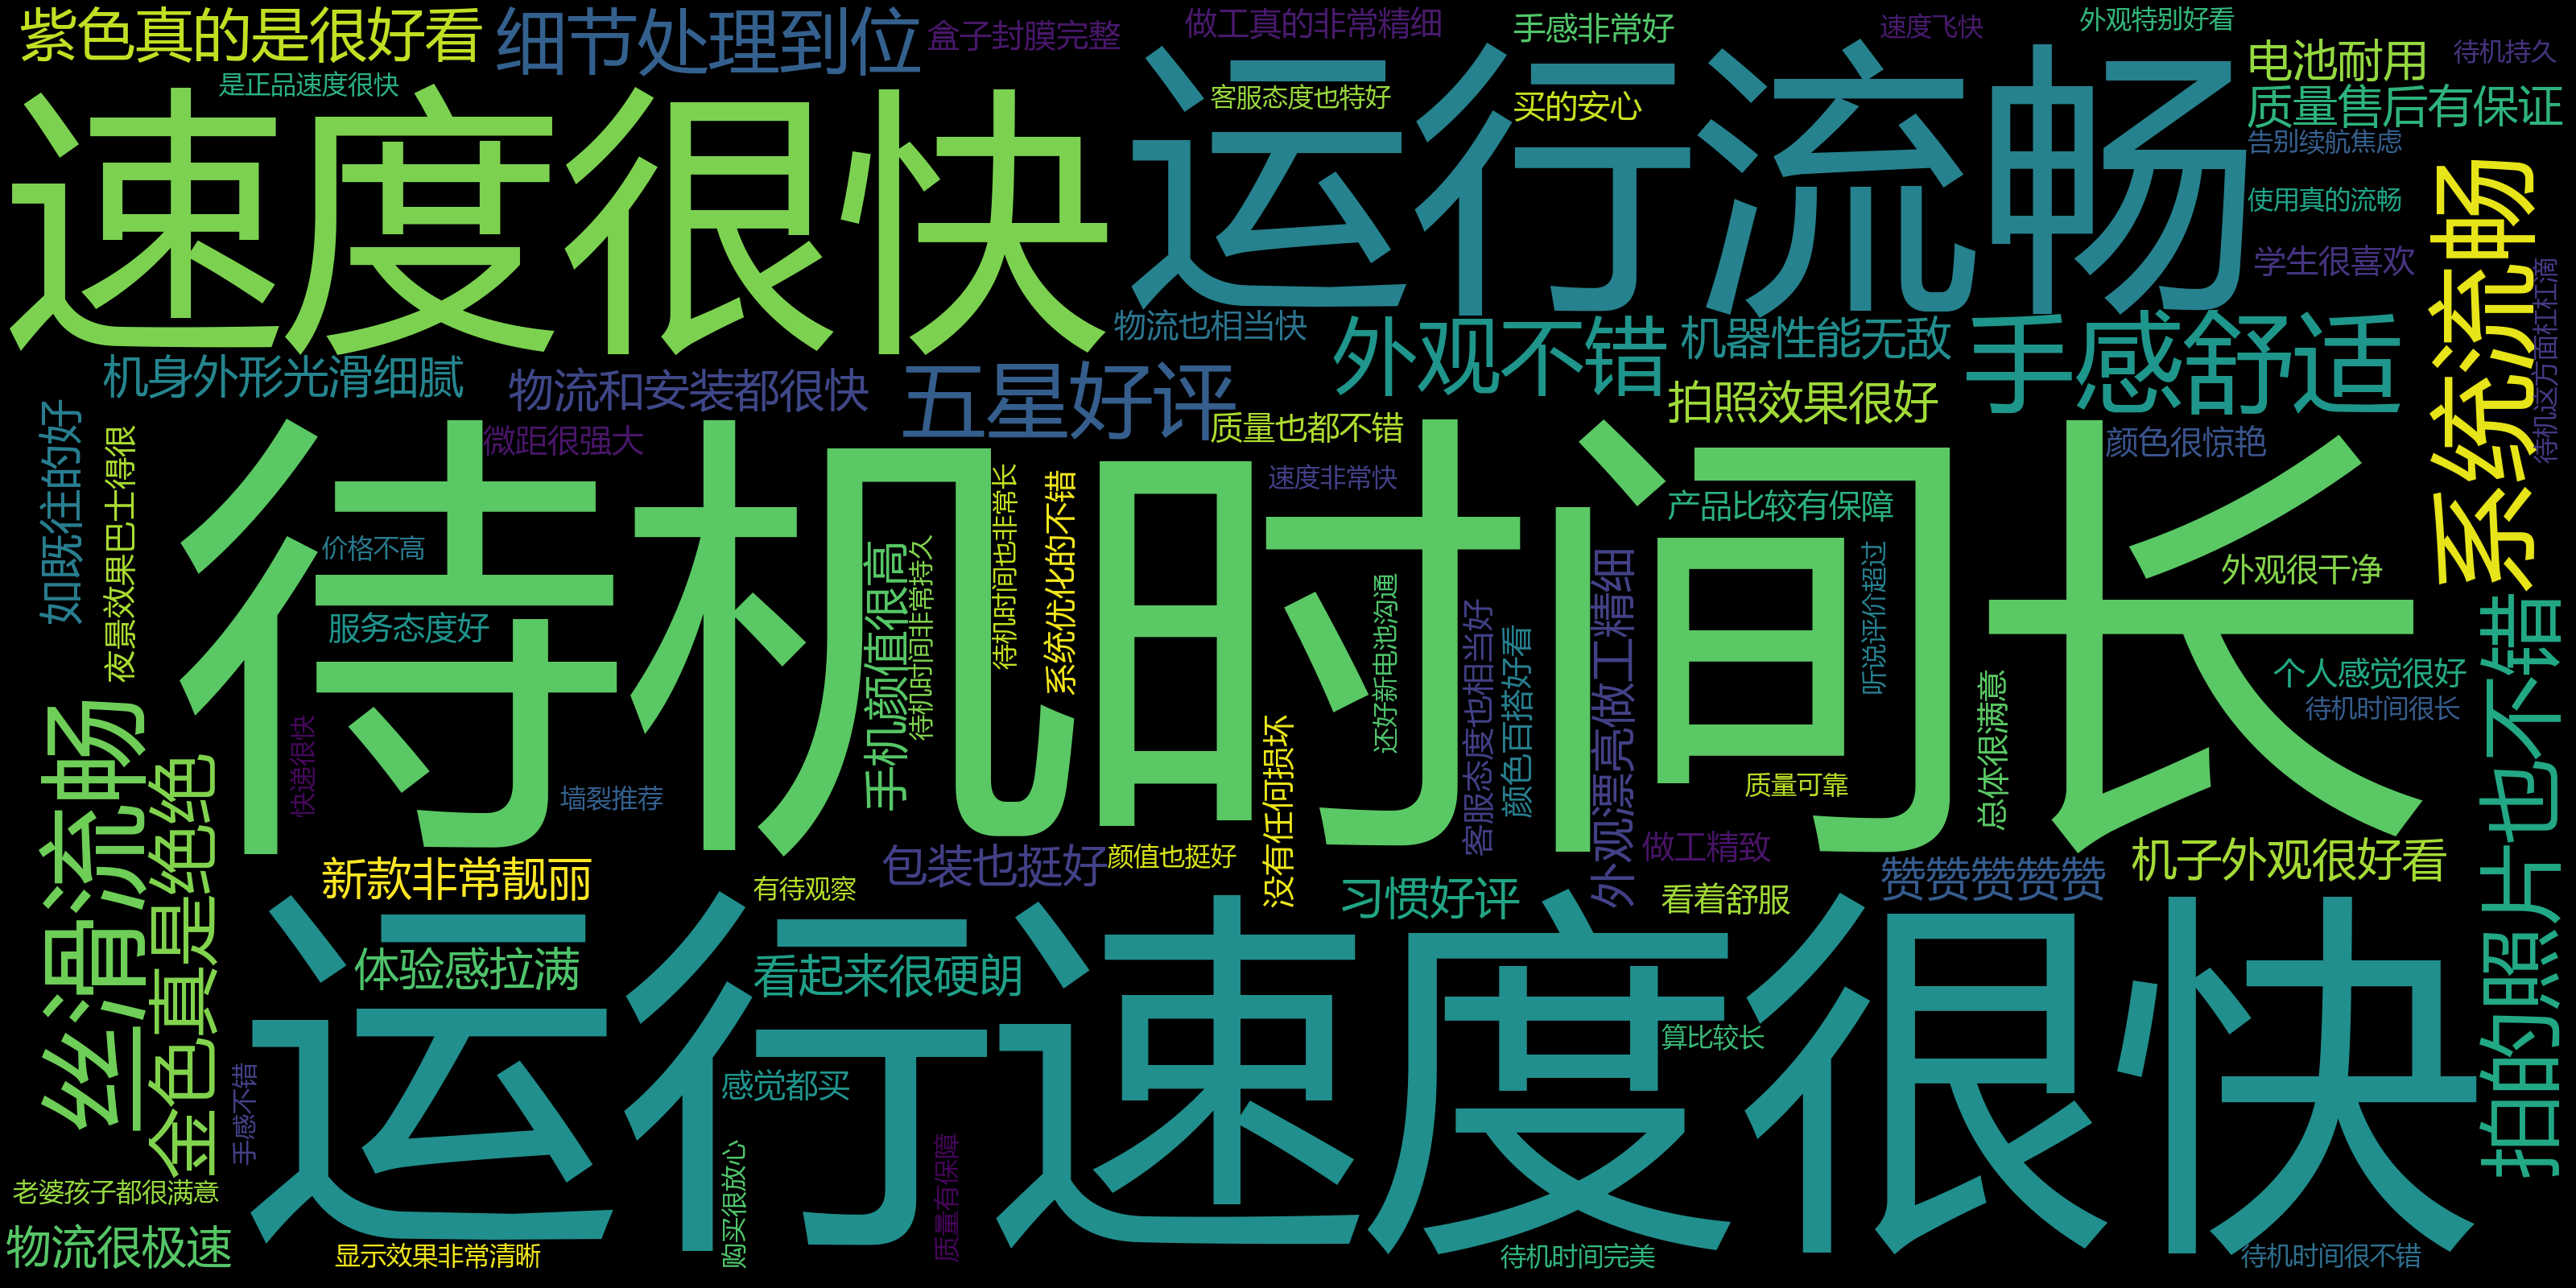 紫色真的是很好看
细节处理到位
盒子封膜完整
做工真的非常精细
手感非常好
速度飞快
外观特别好看
电池耐用
待机持久
是正品速度很快
客服态度也特好
买的安心
质量售后有保证
速度很快
运行流畅
告别续航焦虑
使用真的流畅
学生很喜欢
系统流畅
待机这方面杠杠滴
物流也相当快
外观不错
机器性能无敌
手感舒适
机身外形光滑细腻
物流和安装都很快
五星好评
拍照效果很好
质量也都不错
微距很强大
颜色很惊艳
如既往的好
夜景效果巴士得很
速度非常快
产品比较有保障
待机时间长
价格不高
服务态度好
手机颜值很高
待机时间非常持久
待机时间也非常长
系统优化的不错
还好新电池沟通
客服态度也相当好
颜色百搭好看
外观漂亮做工精细
听说评价超过
外观很干净
个人感觉很好
待机时间很长
总体很满意
拍的照片也不错
丝滑流畅
金色真是绝绝
快递很快
墙裂推荐
没有任何损坏
质量可靠
新款非常靓丽
有待观察
包装也挺好
颜值也挺好
习惯好评
做工精致
看着舒服
赞赞赞赞赞
机子外观很好看
体验感拉满
看起来很硬朗
运行速度很快
算比较长
感觉都买
手感不错
购买很放心
质量有保障
老婆孩子都很满意
物流很极速
显示效果非常清晰
待机时间完美
待机时间很不错